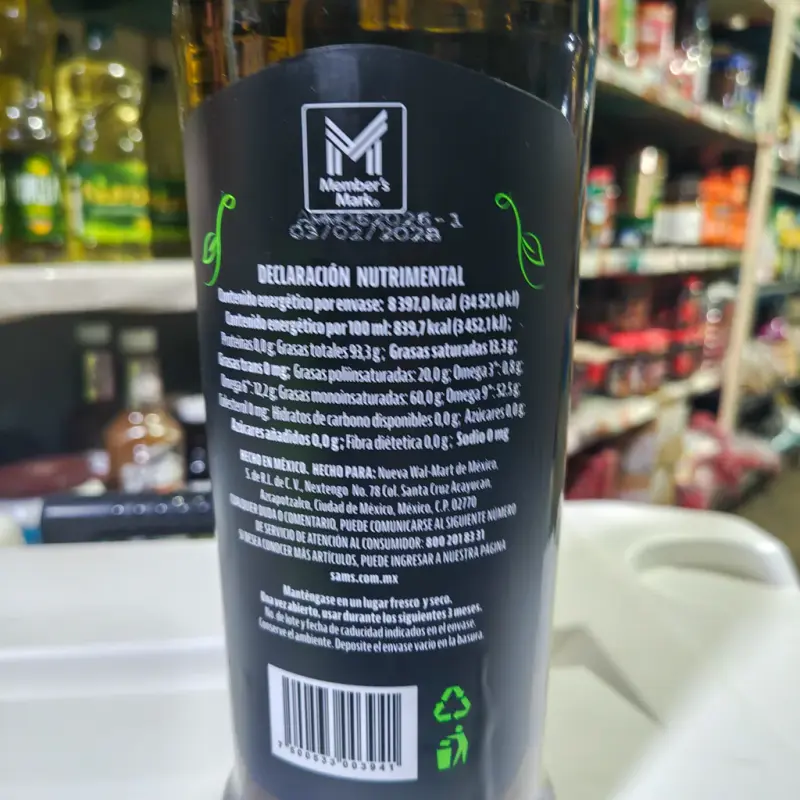 M
Member's
Mark®
03/02/202
DECLARACIÓN NUTRIMENTAL
Contenido energético por envase: 8 397,0 kcal (34 521,0 kJ)
Contenido energético por 100 ml: 839,7 kcal (3 452,1 kJ);
Proteínas 0,0 g; Grasas totales 93,3 g; Grasas saturadas 13,3 g;
Grasas trans 0 mg; Grasas poliinsaturadas: 20,0 g; Omega 3*: 0,8 g;
Omega 6*: 12,2 g; Grasas monoinsaturadas: 60,0 g; Omega 9*: 52,5 g;
Colesterol 0 mg; Hidratos de carbono disponibles 0,0 g; Azúcares 0,0 g;
Azúcares añadidos 0,0 g; Fibra diétetica 0,0 g; Sodio 0 mg
HECHO EN MÉXICO. HECHO PARA: Nueva Wal-Mart de México,
S. de R.L. de C. V., Nextengo No. 78 Col. Santa Cruz Acayucan,
Azcapotzalco, Ciudad de México, México, C.P. 02770
CUALQUIER DUDA O COMENTARIO, PUEDE COMUNICARSE AL SIGUIENTE NÚMERO
DE SERVICIO DE ATENCIÓN AL CONSUMIDOR: 800 201 83 31
SI DESEA CONOCER MÁS ARTÍCULOS, PUEDE INGRESAR A NUESTRA PÁGINA
sams.com.mx
Manténgase en un lugar fresco y seco.
Una vez abierto, usar durante los siguientes 3 meses.
No. de lote y fecha de caducidad indicados en el envase.
Conserve el ambiente. Deposite el envase vacío en la basura.
7 500633 003941